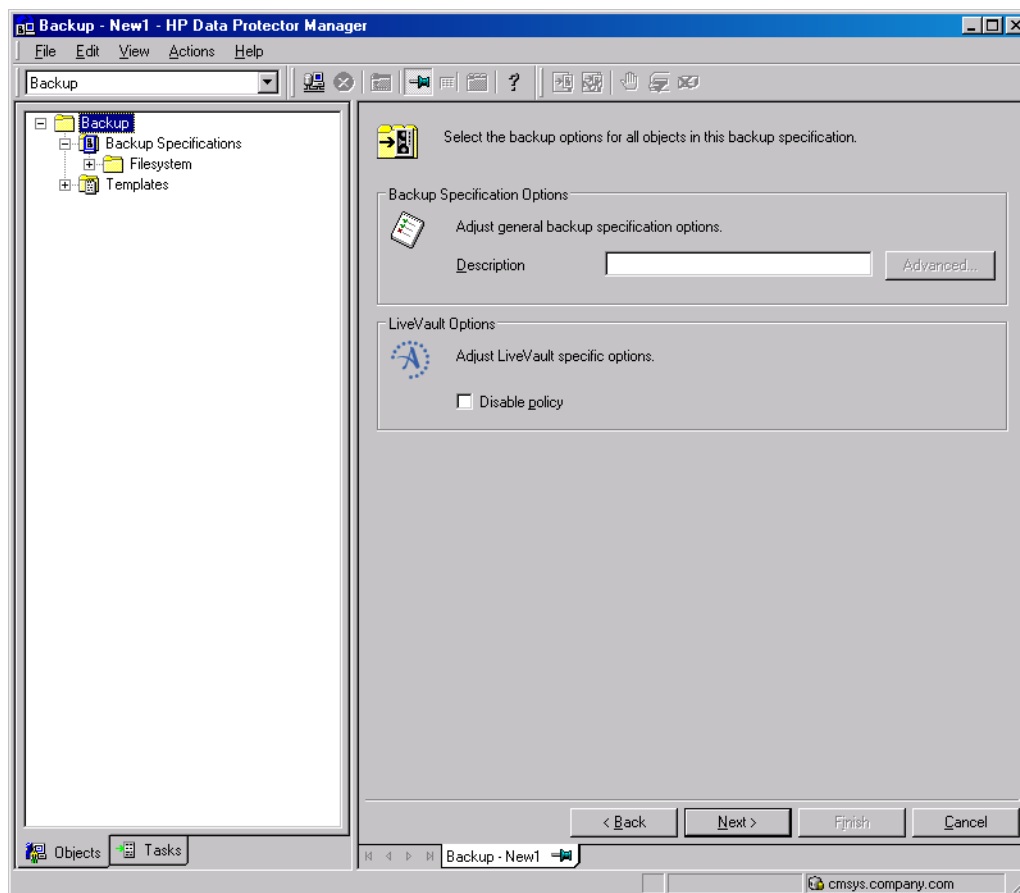 Backup - New1 - HP Data Protector Manager
File Edit View Actions Help
Backup
Backup
Backup Specifications
Filesystem
Templates
Select the backup options for all objects in this backup specification.
Backup Specification Options
Adjust general backup specification options.
Description
Advanced...
LiveVault Options
Adjust LiveVault specific options.
Disable policy
< Back Next > Finish Cancel
Objects Tasks
Backup - New1
cmsys.company.com